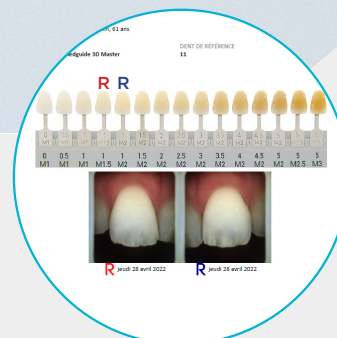 61 ans
edguide 3D Master
DENT DE RÉFÉRENCE
11
R R
0 0.5 1 1 1 1.5 2 2.5 3 3.5 4 4.5 5 5 5
M1 M1 M1 M1.5 M2 M2 M2 M2 M2 M2 M2 M2 M2 M2.5 M3
R jeudi 28 avril 2022
R jeudi 28 avril 2022